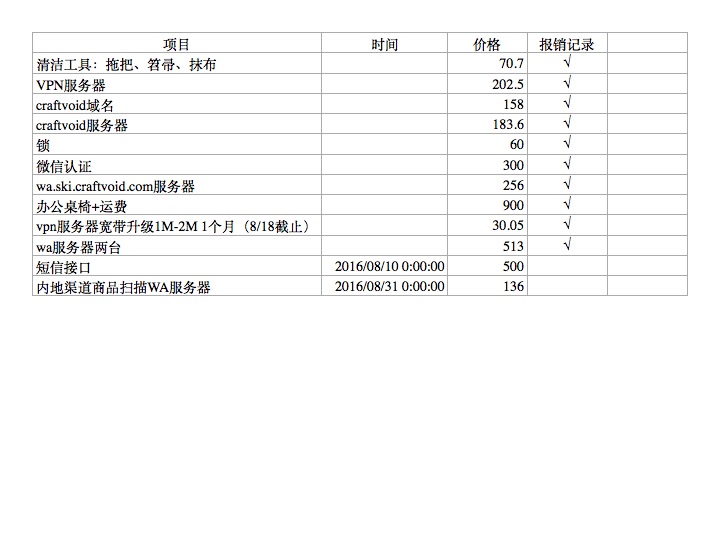 项目 时间 价格 报销记录
清洁工具：拖把、笤帚、抹布 70.7 √
VPN服务器 202.5 √
craftvoid域名 158 √
craftvoid服务器 183.6 √
锁 60 √
微信认证 300 √
wa.ski.craftvoid.com服务器 256 √
办公桌椅+运费 900 √
vpn服务器宽带升级1M-2M 1个月（8/18截止） 30.05 √
wa服务器两台 513 √
短信接口 2016/08/10 0:00:00 500
内地渠道商品扫描WA服务器 2016/08/31 0:00:00 136